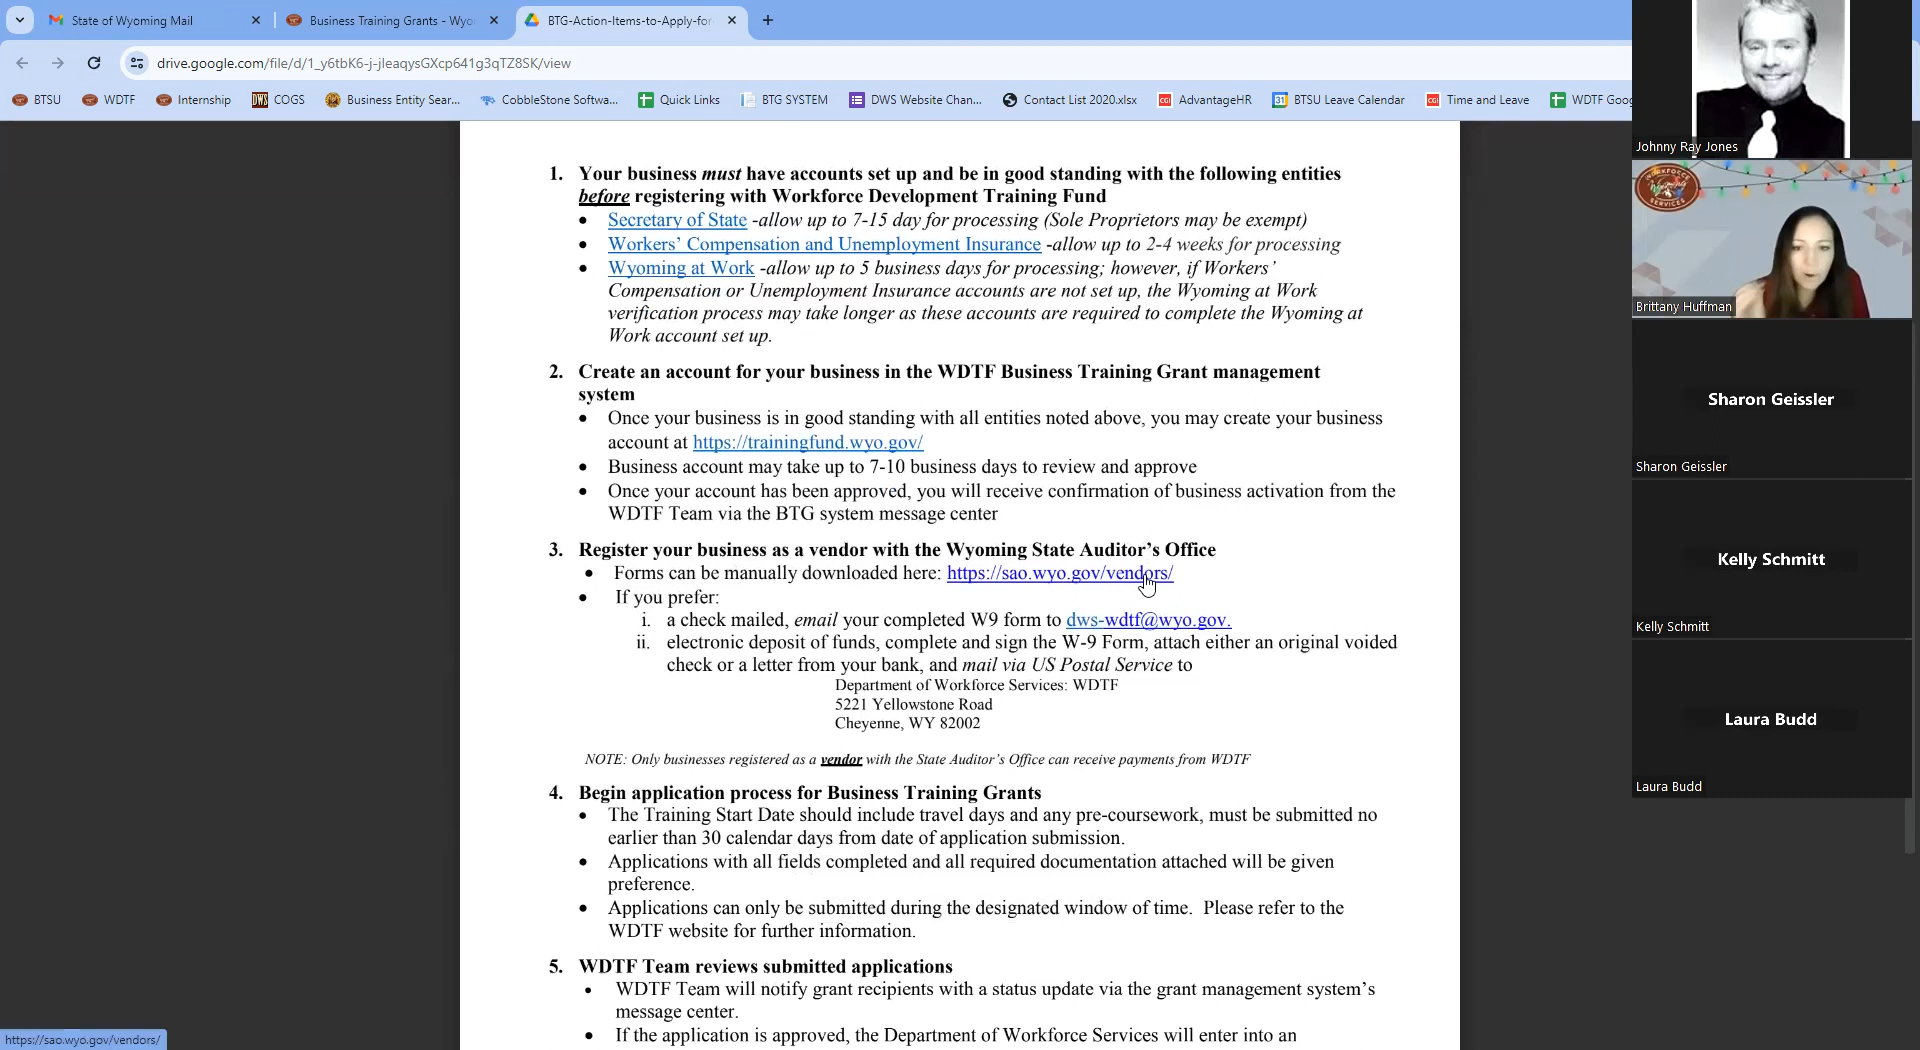 State of Wyoming Mail
Business Training Grants - Wyo
BTG-Action-Items-to-Apply-for-
drive.google.com/file/d/1_y6tbK6-j-jleaqysGXcp641g3qTZ8SK/view
BTSU
WDTF
Internship
DWS
COGS
Business Entity Sear...
CobbleStone Softwa...
Quick Links
BTG SYSTEM
DWS Website Chan...
Contact List 2020.xlsx
CGI
AdvantageHR
31
BTSU Leave Calendar
CGI
Time and Leave
WDTF Goog
1. Your business must have accounts set up and be in good standing with the following entities
before registering with Workforce Development Training Fund
• Secretary of State -allow up to 7-15 day for processing (Sole Proprietors may be exempt)
• Workers’ Compensation and Unemployment Insurance -allow up to 2-4 weeks for processing
• Wyoming at Work -allow up to 5 business days for processing; however, if Workers’
Compensation or Unemployment Insurance accounts are not set up, the Wyoming at Work
verification process may take longer as these accounts are required to complete the Wyoming at
Work account set up.
2. Create an account for your business in the WDTF Business Training Grant management
system
• Once your business is in good standing with all entities noted above, you may create your business
account at https://trainingfund.wyo.gov/
• Business account may take up to 7-10 business days to review and approve
• Once your account has been approved, you will receive confirmation of business activation from the
WDTF Team via the BTG system message center
3. Register your business as a vendor with the Wyoming State Auditor’s Office
• Forms can be manually downloaded here: https://sao.wyo.gov/vendors/
• If you prefer:
i. a check mailed, email your completed W9 form to dws-wdtf@wyo.gov.
ii. electronic deposit of funds, complete and sign the W-9 Form, attach either an original voided
check or a letter from your bank, and mail via US Postal Service to
Department of Workforce Services: WDTF
5221 Yellowstone Road
Cheyenne, WY 82002
NOTE: Only businesses registered as a vendor with the State Auditor’s Office can receive payments from WDTF
4. Begin application process for Business Training Grants
• The Training Start Date should include travel days and any pre-coursework, must be submitted no
earlier than 30 calendar days from date of application submission.
• Applications with all fields completed and all required documentation attached will be given
preference.
• Applications can only be submitted during the designated window of time.  Please refer to the
WDTF website for further information.
5. WDTF Team reviews submitted applications
• WDTF Team will notify grant recipients with a status update via the grant management system’s
message center.
• If the application is approved, the Department of Workforce Services will enter into an
https://sao.wyo.gov/vendors/
Johnny Ray Jones
WORKFORCE
Wyoming
SERVICES
Brittany Huffman
Sharon Geissler
Sharon Geissler
Kelly Schmitt
Kelly Schmitt
Laura Budd
Laura Budd